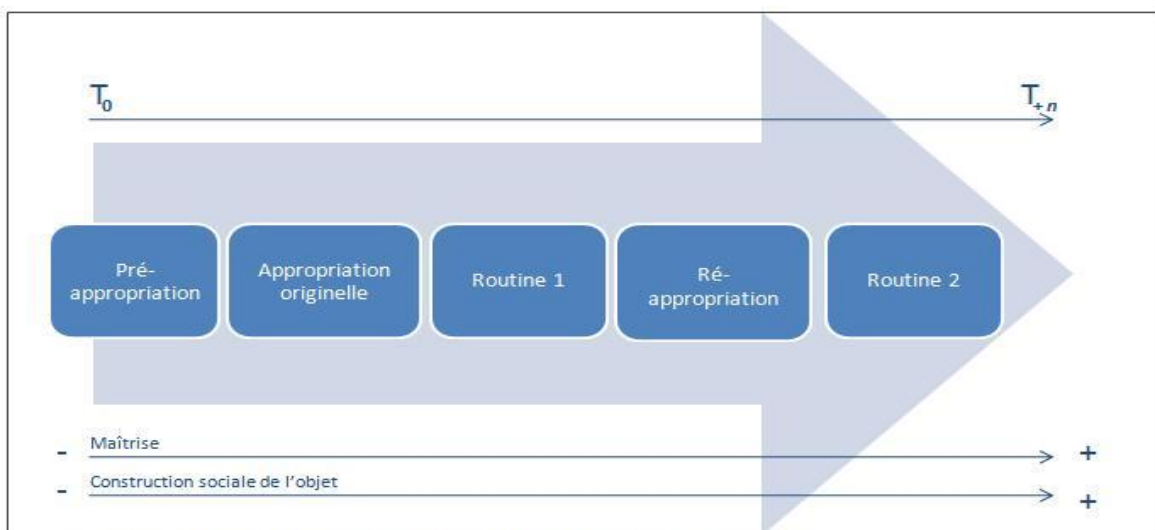 T0
T+n
Pré-
appropriation
Appropriation
originelle
Routine 1
Ré-
appropriation
Routine 2
- Maîtrise +
- Construction sociale de l'objet +